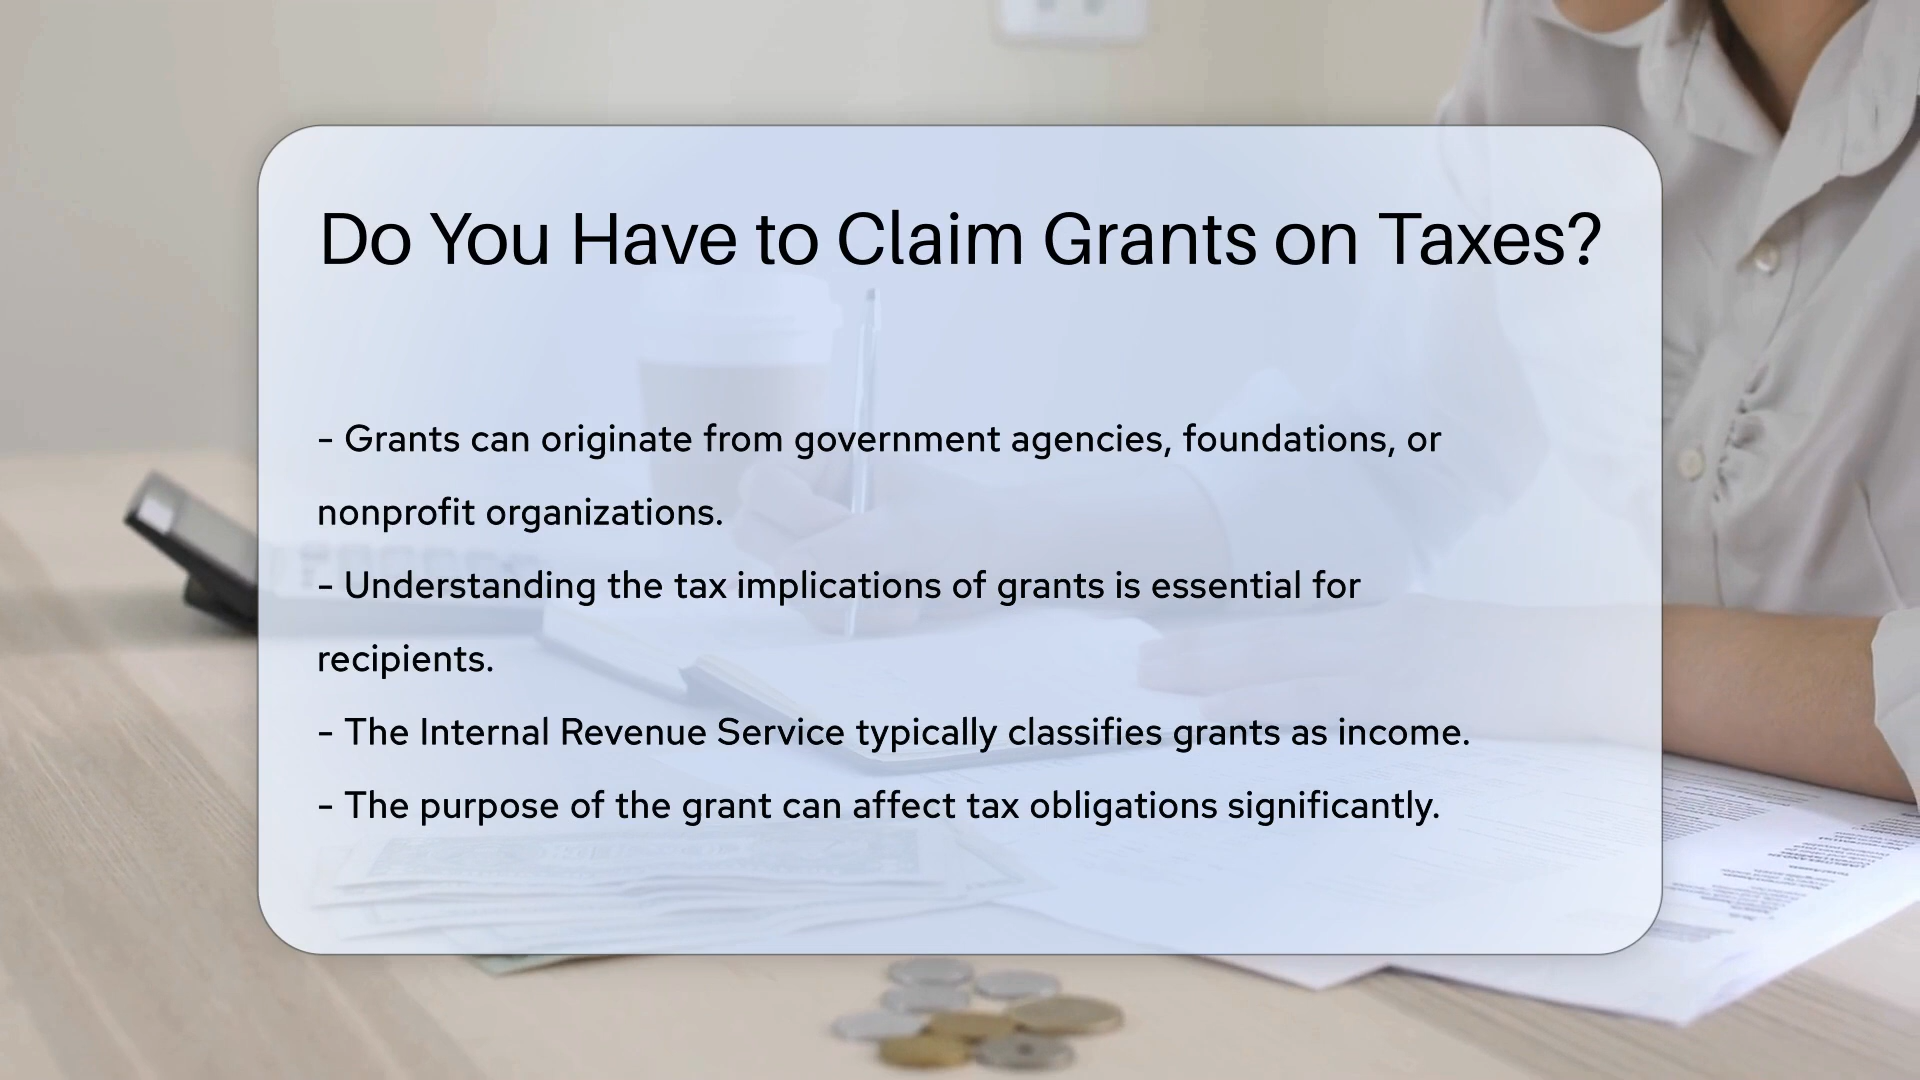 Do You Have to Claim Grants on Taxes?
- Grants can originate from government agencies, foundations, or
nonprofit organizations.
- Understanding the tax implications of grants is essential for
recipients.
- The Internal Revenue Service typically classifies grants as income.
- The purpose of the grant can affect tax obligations significantly.